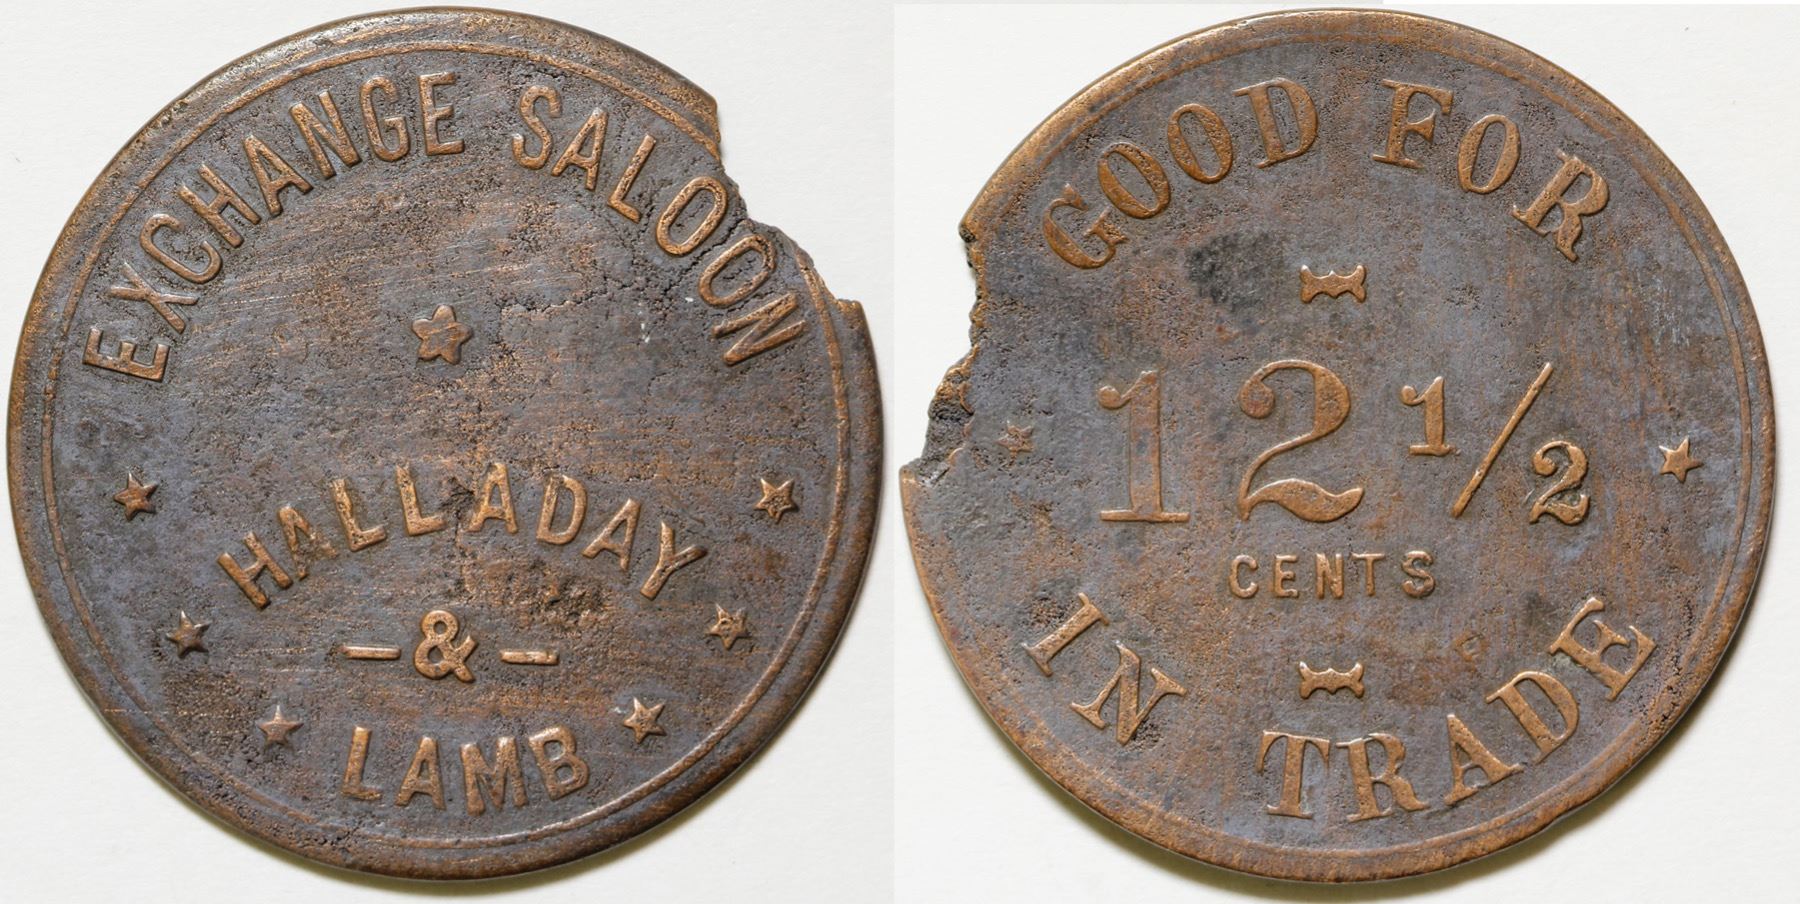 EXCHANGE SALOON
HALLADAY
-&-
LAMB
GOOD FOR
12 1/2
CENTS
IN TRADE